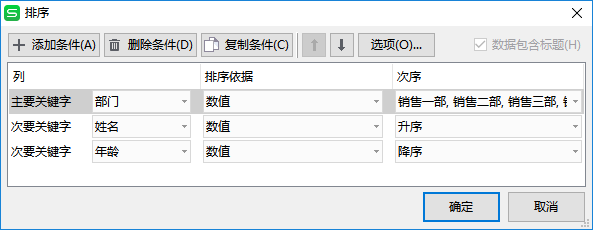 排序
添加条件(A) 删除条件(D) 复制条件(C) 选项(O)... 数据包含标题(H)
列 排序依据 次序
主要关键字 部门 数值 销售一部, 销售二部, 销售三部,
次要关键字 姓名 数值 升序
次要关键字 年龄 数值 降序
确定 取消